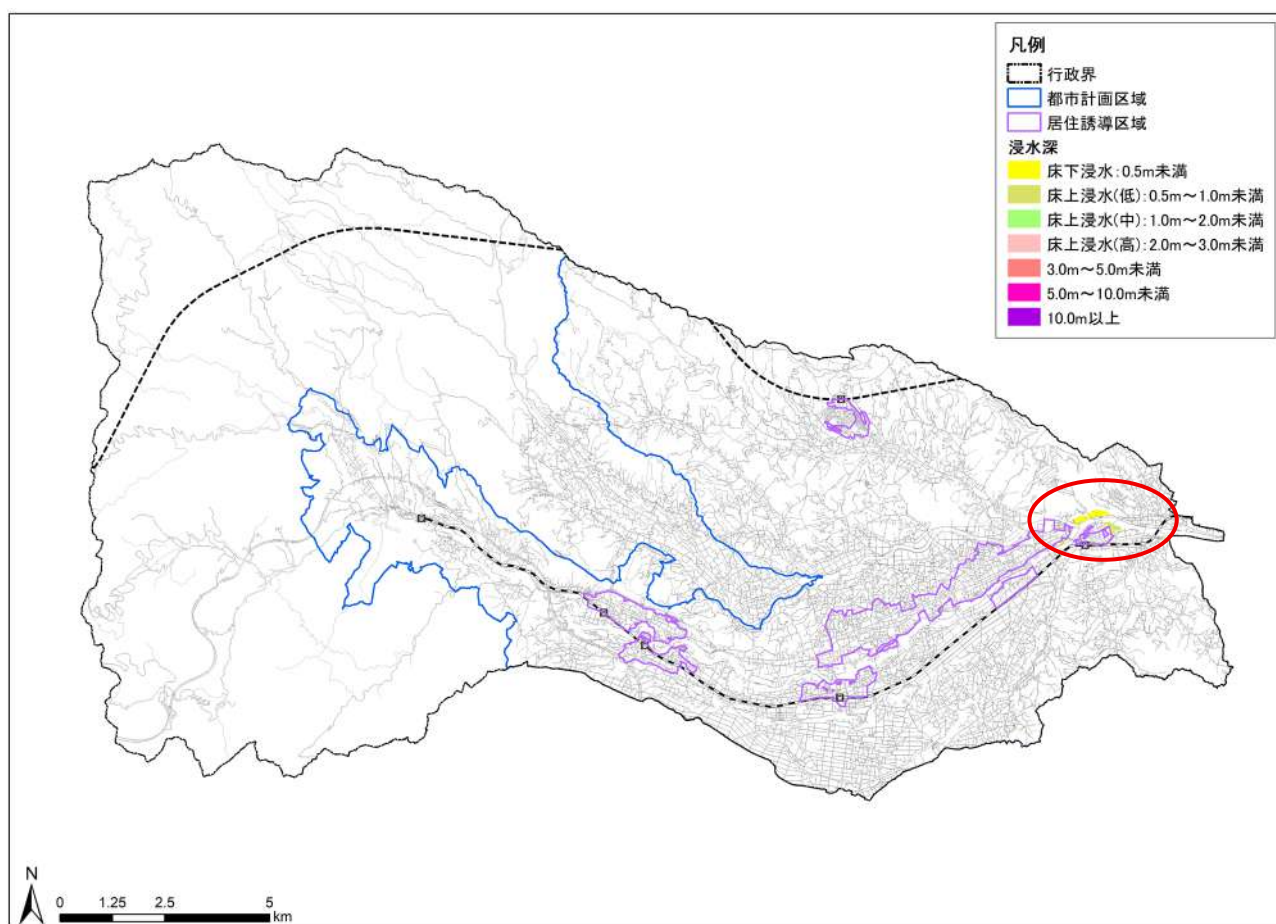 凡例
行政界
都市計画区域
居住誘導区域
浸水深
床下浸水:0.5m未満
床上浸水(低):0.5m~1.0m未満
床上浸水(中):1.0m~2.0m未満
床上浸水(高):2.0m~3.0m未満
3.0m~5.0m未満
5.0m~10.0m未満
10.0m以上
N
0 1.25 2.5 5
km